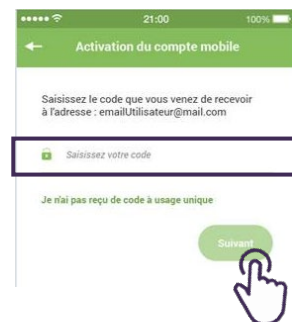 21:00 100%
Activation du compte mobile
Saisissez le code que vous venez de recevoir
à l'adresse : emailUtilisateur@mail.com
Saisissez votre code
Je n'ai pas reçu de code à usage unique
Suivant